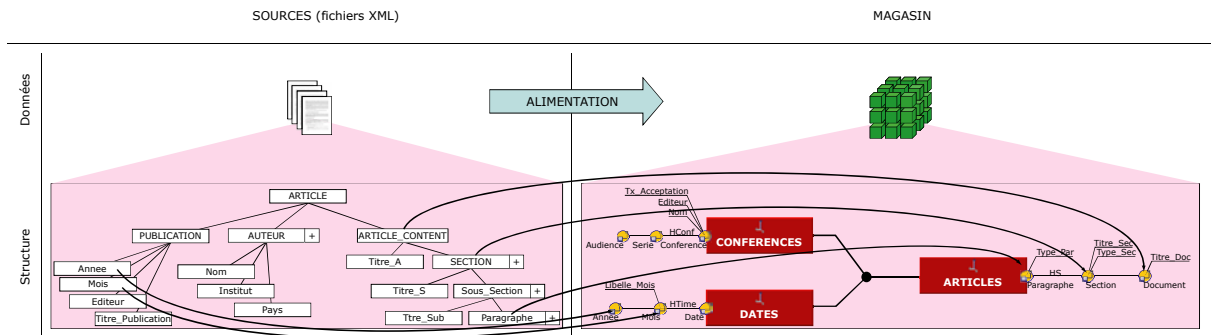 SOURCES (fichiers XML)
MAGASIN
Données
ALIMENTATION
Structure
ARTICLE
PUBLICATION
AUTEUR +
ARTICLE_CONTENT
Annee
Mois
Editeur
Titre_Publication
Nom
Institut
Pays
Titre_A
SECTION +
Titre_S
Sous_Section +
Ttre_Sub
Paragraphe +
Tx_Acceptation
Editeur
Nom
HConf
Audience
Serie
Conference
CONFERENCES
Libelle_Mois
HTime
Année
Mois
Date
DATES
ARTICLES
Type_Par
HS
Paragraphe
Titre_Sec
Type_Sec
Section
Titre_Doc
Document